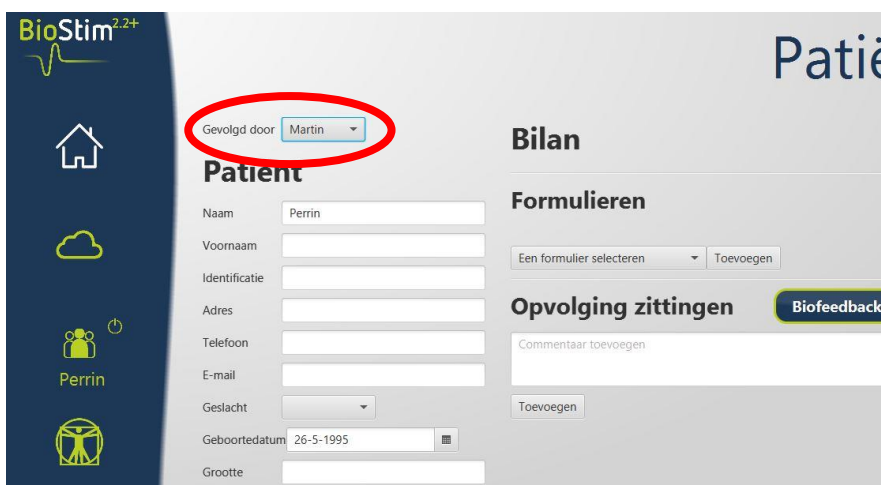 BioStim2.2+
Perrin
Patië
Gevolgd door Martin
Patiënt
Naam Perrin
Voornaam
Identificatie
Adres
Telefoon
E-mail
Geslacht
Geboortedatum 26-5-1995
Grootte
Bilan
Formulieren
Een formulier selecteren Toevoegen
Opvolging zittingen Biofeedback
Commentaar toevoegen
Toevoegen